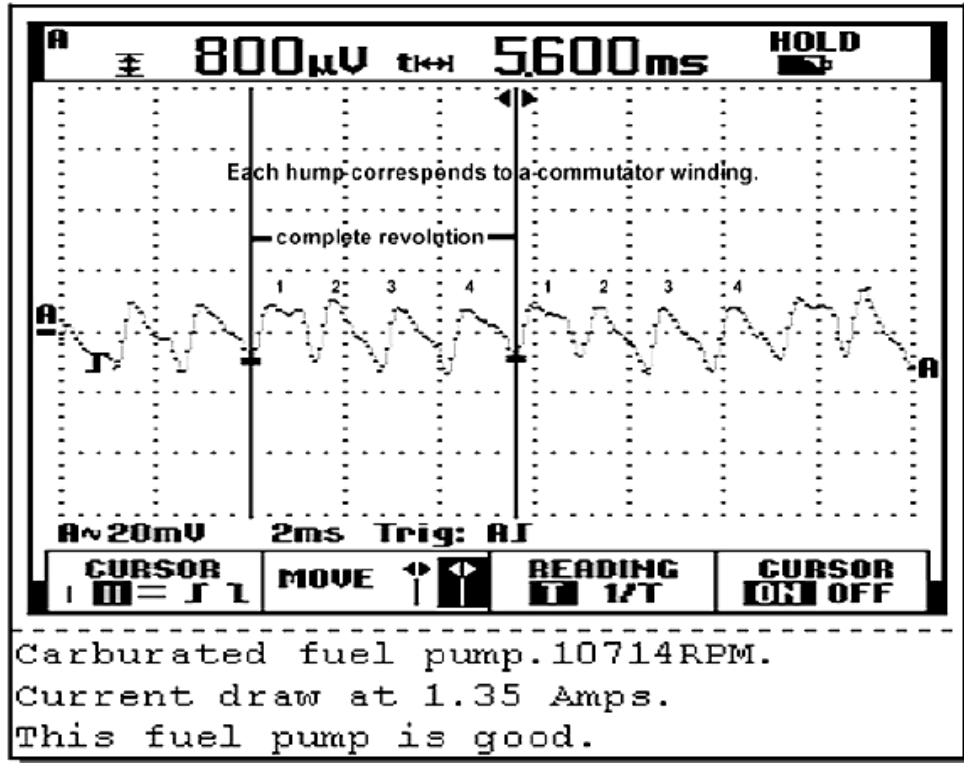 A 800µV t 5.600ms HOLD
Each hump corresponds to a commutator winding.
complete revolution
1 2 3 4 1 2 3 4
A
A
A~20mV 2ms Trig: A
CURSOR MOVE READING CURSOR
T 1/T ON OFF
Carburated fuel pump.10714RPM.
Current draw at 1.35 Amps.
This fuel pump is good.